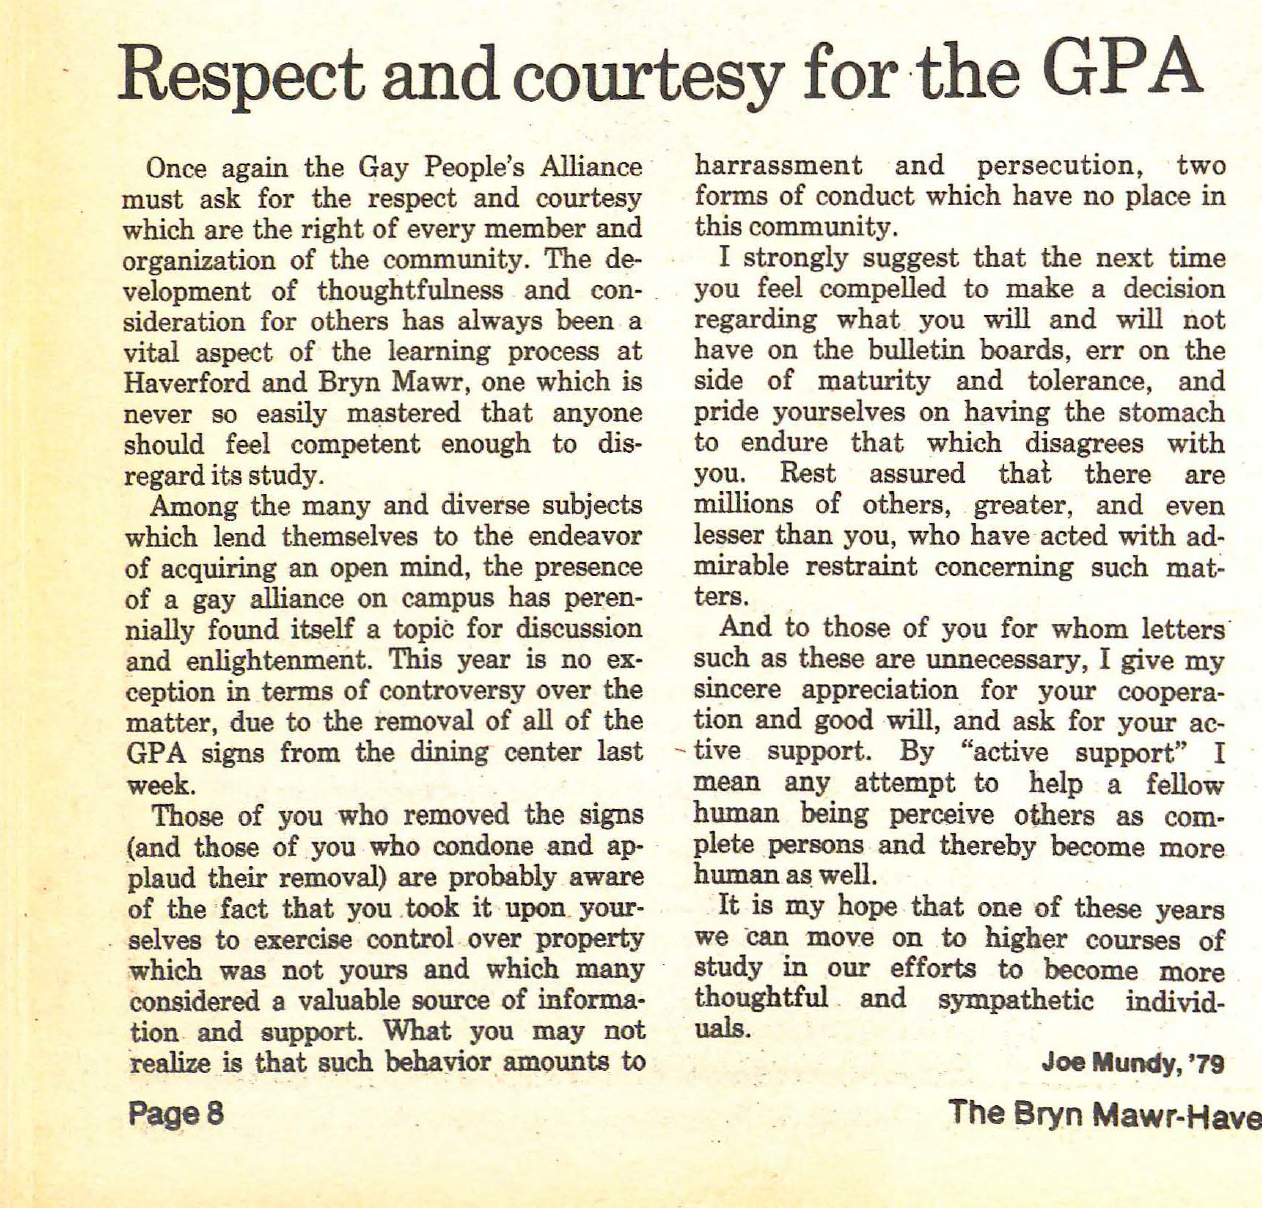 Respect and courtesy for the GPA
Once again the Gay People's Alliance
must ask for the respect and courtesy
which are the right of every member and
organization of the community. The de-
velopment of thoughtfulness and con-
sideration for others has always been a
vital aspect of the learning process at
Haverford and Bryn Mawr, one which is
never so easily mastered that anyone
should feel competent enough to dis-
regard its study.
Among the many and diverse subjects
which lend themselves to the endeavor
of acquiring an open mind, the presence
of a gay alliance on campus has peren-
nially found itself a topic for discussion
and enlightenment. This year is no ex-
ception in terms of controversy over the
matter, due to the removal of all of the
GPA signs from the dining center last
week.
Those of you who removed the signs
(and those of you who condone and ap-
plaud their removal) are probably aware
of the fact that you took it upon your-
selves to exercise control over property
which was not yours and which many
considered a valuable source of informa-
tion and support. What you may not
realize is that such behavior amounts to
harrassment and persecution, two
forms of conduct which have no place in
this community.
I strongly suggest that the next time
you feel compelled to make a decision
regarding what you will and will not
have on the bulletin boards, err on the
side of maturity and tolerance, and
pride yourselves on having the stomach
to endure that which disagrees with
you. Rest assured that there are
millions of others, greater, and even
lesser than you, who have acted with ad-
mirable restraint concerning such mat-
ters.
And to those of you for whom letters
such as these are unnecessary, I give my
sincere appreciation for your coopera-
tion and good will, and ask for your ac-
tive support. By “active support” I
mean any attempt to help a fellow
human being perceive others as com-
plete persons and thereby become more
human as well.
It is my hope that one of these years
we can move on to higher courses of
study in our efforts to become more
thoughtful and sympathetic individ-
uals.
Joe Mundy, '79
Page 8
The Bryn Mawr-Have